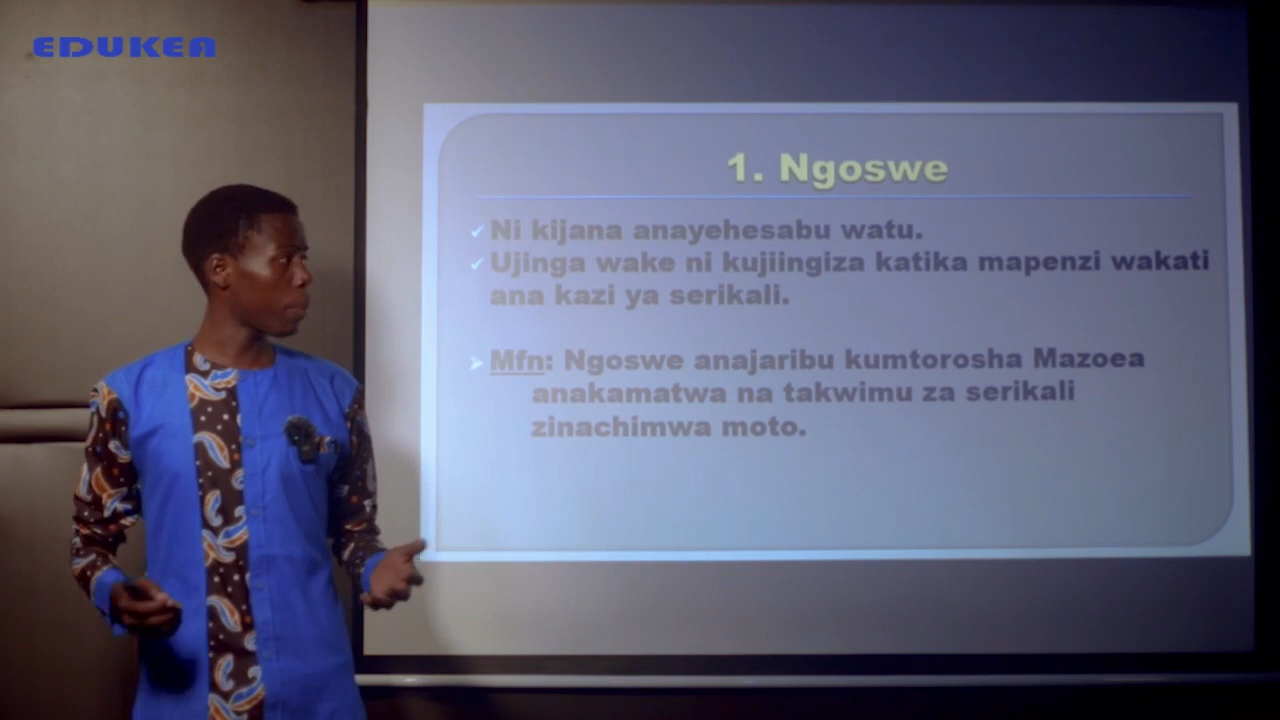 EDUKEA
1. Ngoswe
Ni kijana anayehesabu watu.
Ujinga wake ni kujiingiza katika mapenzi wakati
ana kazi ya serikali.
Mfn: Ngoswe anajaribu kumtorosha Mazoea
anakamatwa na takwimu za serikali
zinachimwa moto.